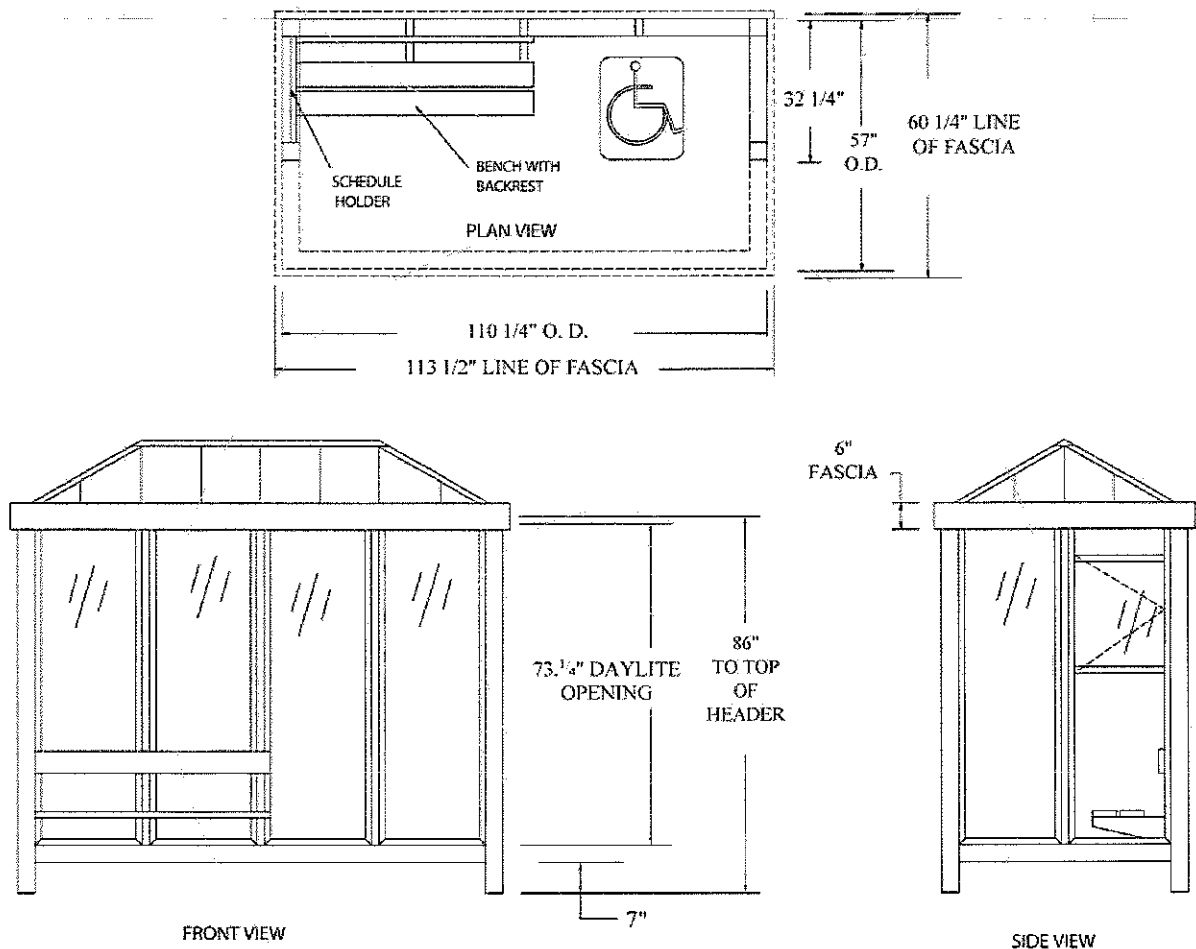 32 1/4"
57"
O.D.
60 1/4" LINE
OF FASCIA
SCHEDULE
HOLDER
BENCH WITH
BACKREST
PLAN VIEW
110 1/4" O. D.
113 1/2" LINE OF FASCIA
6"
FASCIA
73.1/4" DAYLITE
OPENING
86"
TO TOP
OF
HEADER
7"
FRONT VIEW
SIDE VIEW